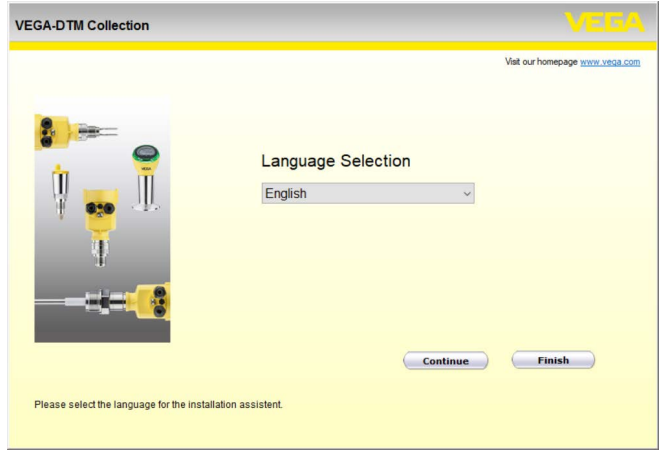 VEGA-DTM Collection
VEGA
Visit our homepage www.vega.com
Language Selection
English
Continue
Finish
Please select the language for the installation assistent.